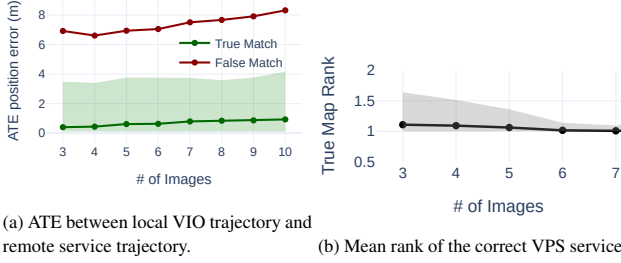 ATE position error (m)
8
6
4
2
0
True Match
False Match
3 4 5 6 7 8 9 10
# of Images
(a) ATE between local VIO trajectory and
remote service trajectory.
True Map Rank
2
1.5
1
0.5
3 4 5 6 7
# of Images
(b) Mean rank of the correct VPS service